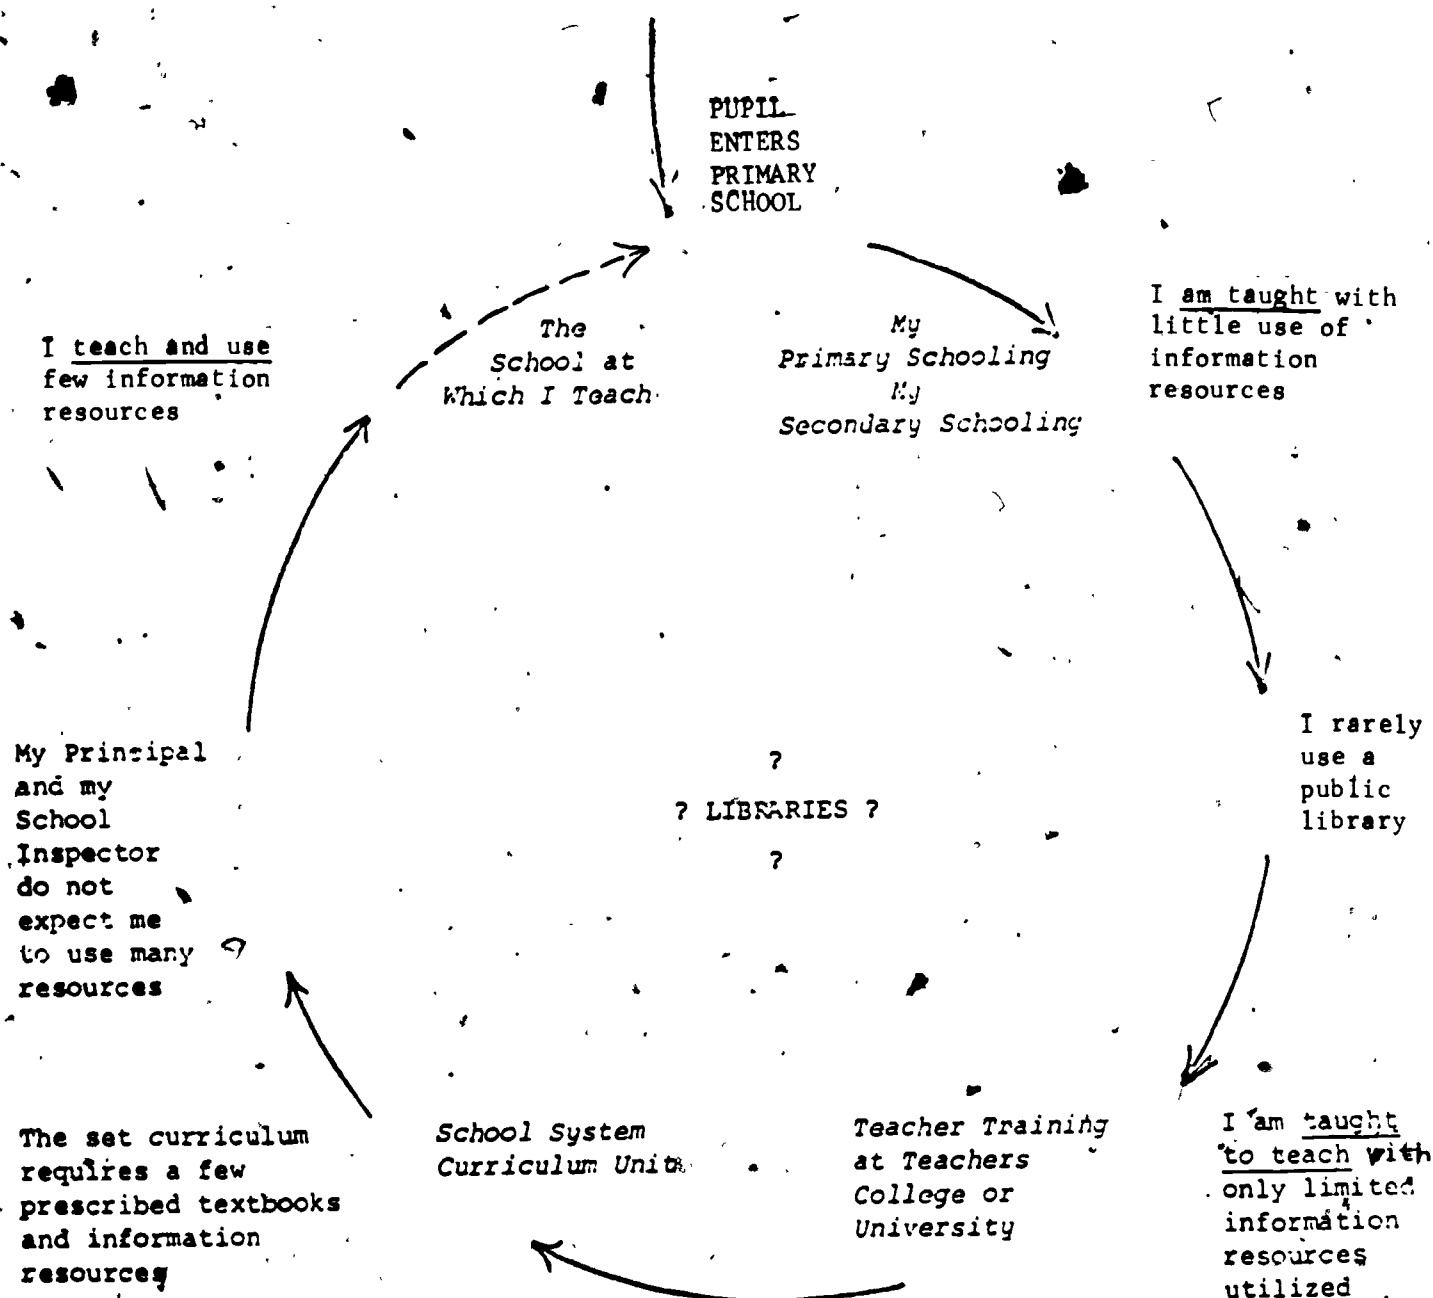 PUPIL
ENTERS
PRIMARY
SCHOOL
I am taught with
little use of
information
resources
My
Primary Schooling
My
Secondary Schooling
The
School at
Which I Teach
I teach and use
few information
resources
I rarely
use a
public
library
?
? LIBRARIES ?
?
My Principal
and my
School
Inspector
do not
expect me
to use many
resources
I am taught
to teach with
only limited
information
resources
utilized
Teacher Training
at Teachers
College or
University
School System
Curriculum Unit
The set curriculum
requires a few
prescribed textbooks
and information
resources